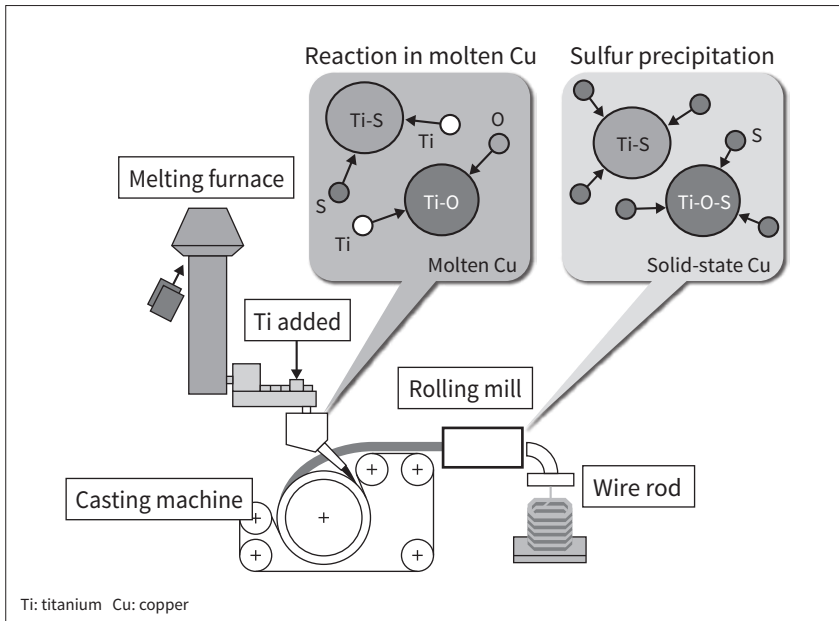 Reaction in molten Cu
Sulfur precipitation
Ti-S
Ti
O
S
Ti-O
Ti
Molten Cu
Ti-S
S
Ti-O-S
Solid-state Cu
Melting furnace
Ti added
Rolling mill
Casting machine
Wire rod
Ti: titanium Cu: copper